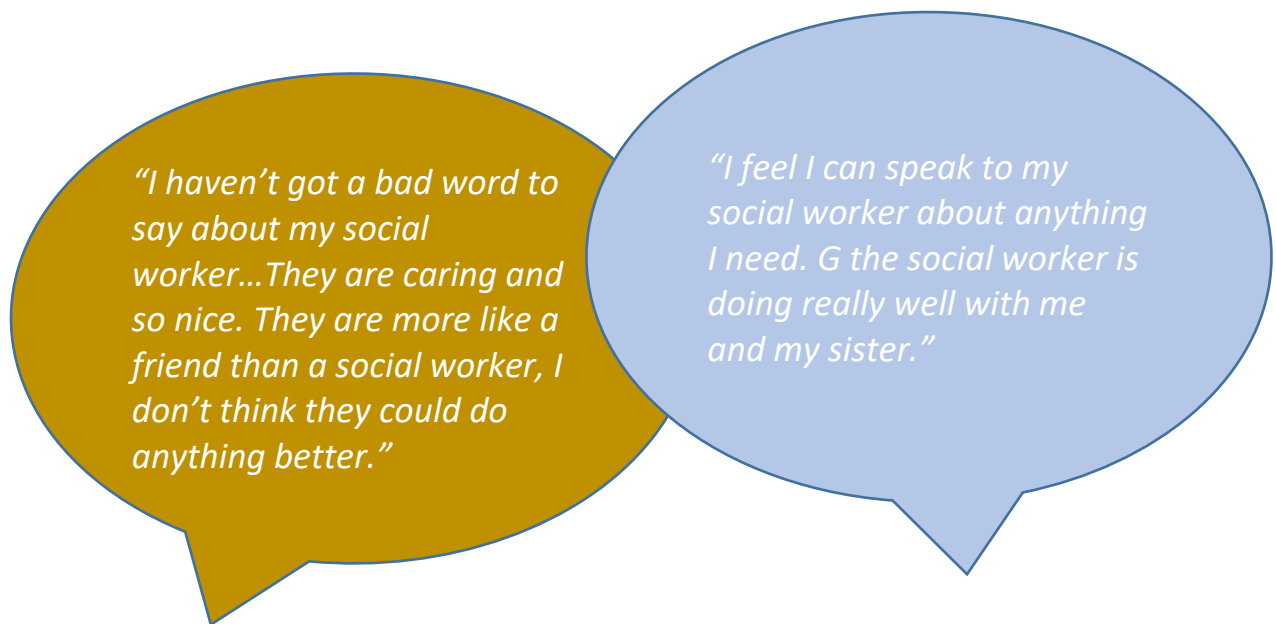 “I haven’t got a bad word to
say about my social
worker…They are caring and
so nice. They are more like a
friend than a social worker, I
don’t think they could do
anything better.”
“I feel I can speak to my
social worker about anything
I need. G the social worker is
doing really well with me
and my sister.”